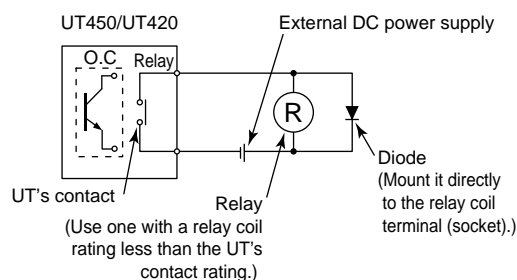 UT450/UT420
External DC power supply
O.C
Relay
R
UT's contact
Relay
(Use one with a relay coil
rating less than the UT's
contact rating.)
Diode
(Mount it directly
to the relay coil
terminal (socket).)